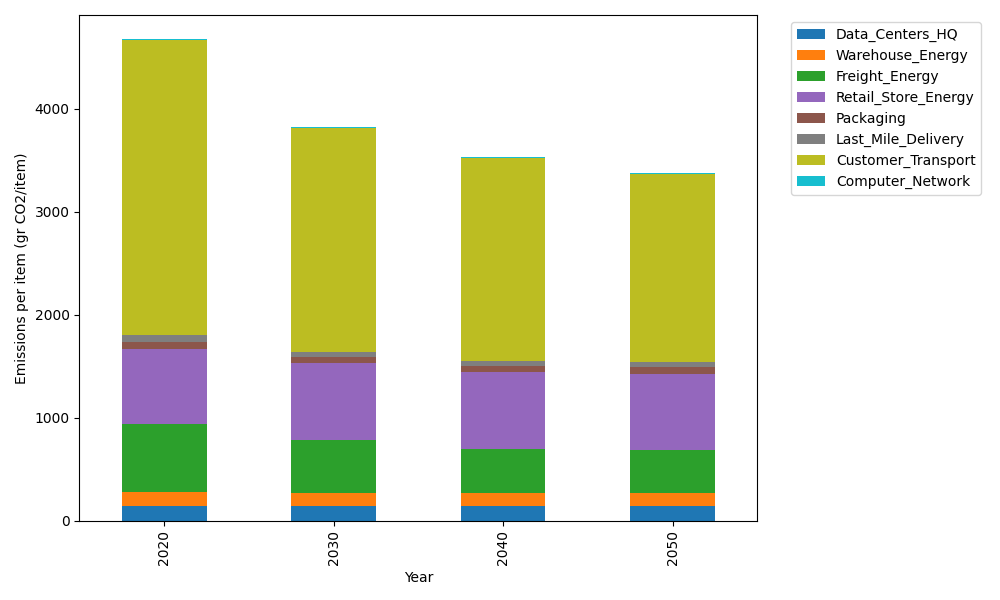 Emissions per item (gr CO2/item)
4000
3000
2000
1000
0
2020
2030
2040
2050
Year
Data_Centers_HQ
Warehouse_Energy
Freight_Energy
Retail_Store_Energy
Packaging
Last_Mile_Delivery
Customer_Transport
Computer_Network